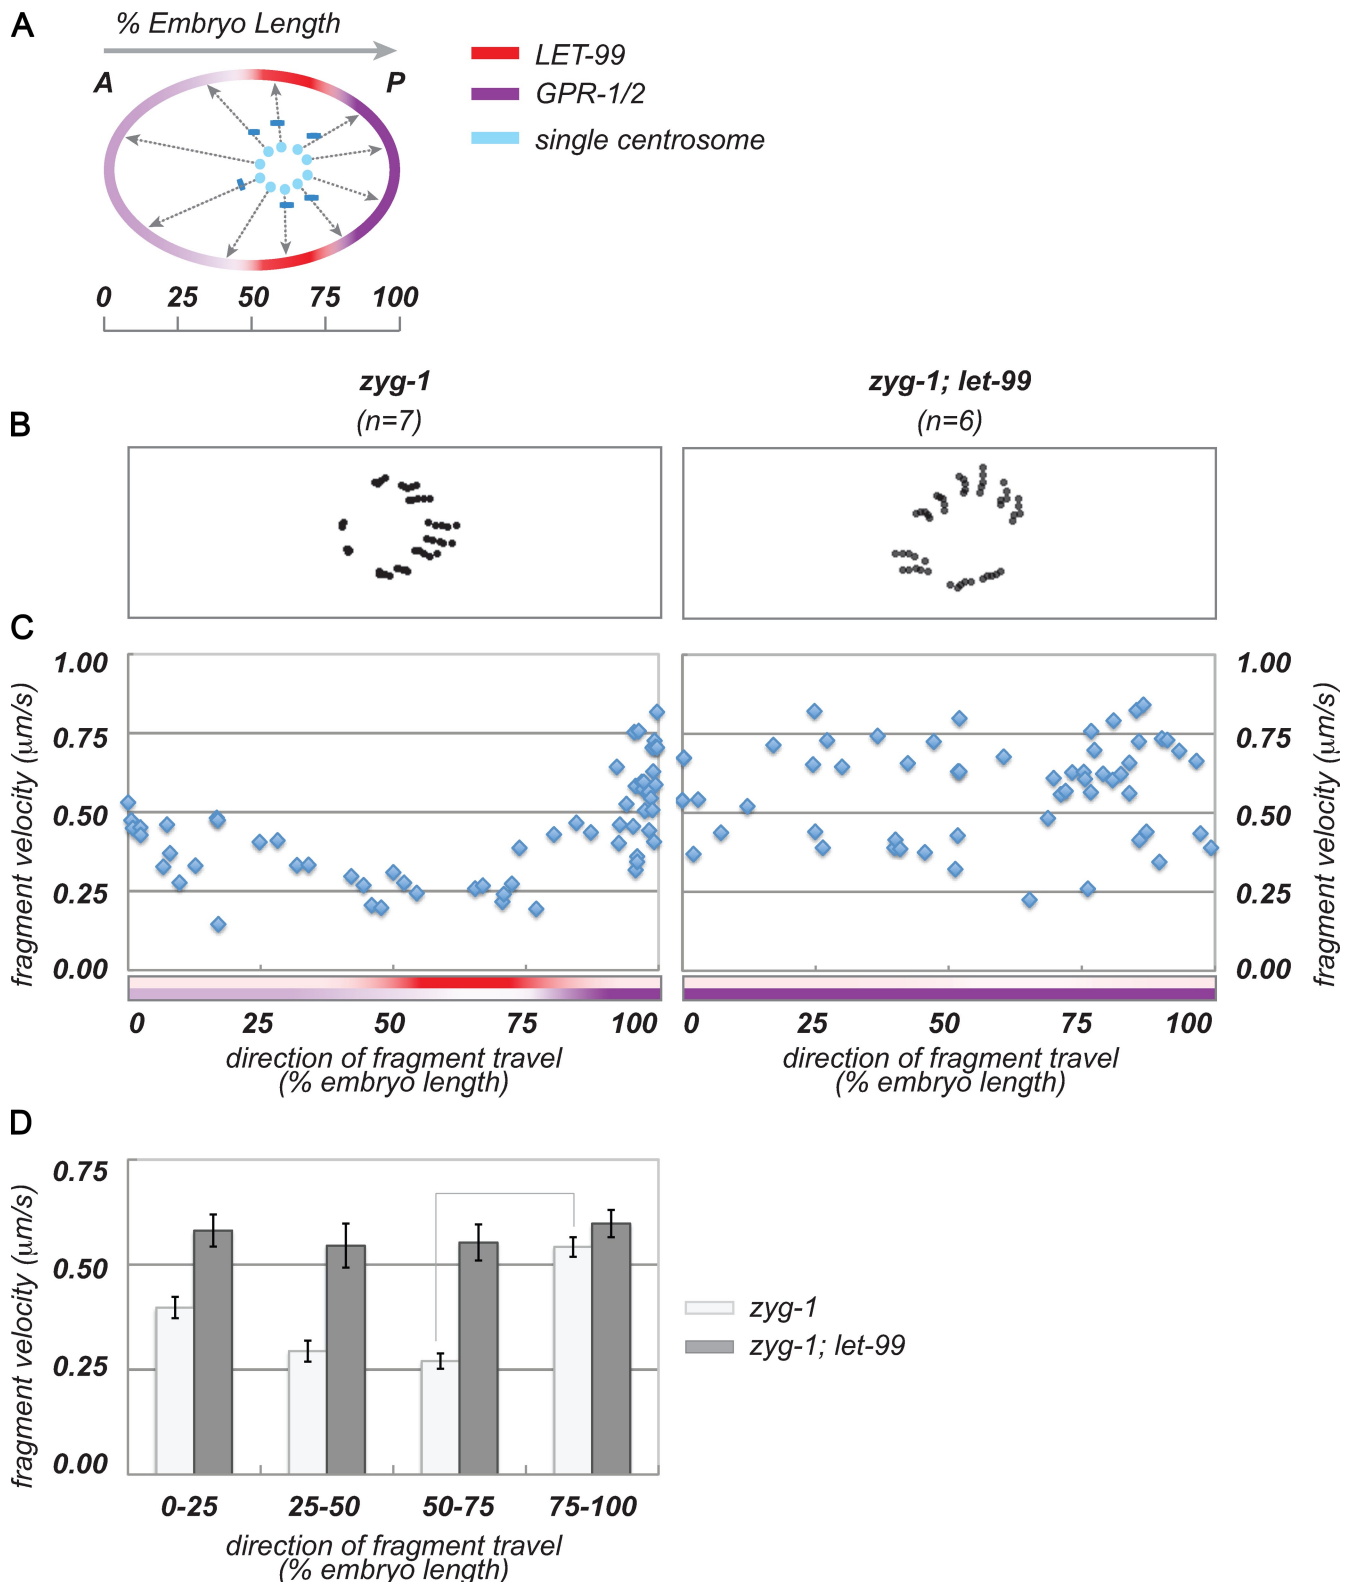 A
% Embryo Length
A
P
LET-99
GPR-1/2
single centrosome
0 25 50 75 100
zyg-1
(n=7)
zyg-1; let-99
(n=6)
B
C
1.00
0.75
0.50
0.25
0.00
fragment velocity (μm/s)
1.00
0.75
0.50
0.25
0.00
fragment velocity (μm/s)
0 25 50 75 100
direction of fragment travel
(% embryo length)
0 25 50 75 100
direction of fragment travel
(% embryo length)
D
0.75
0.50
0.25
0.00
fragment velocity (μm/s)
zyg-1
zyg-1; let-99
0-25 25-50 50-75 75-100
direction of fragment travel
(% embryo length)